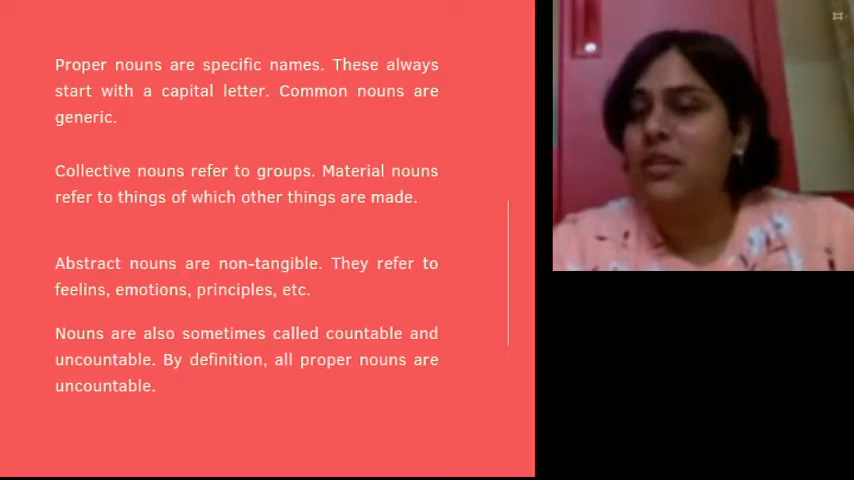 Proper nouns are specific names. These always
start with a capital letter. Common nouns are
generic.
Collective nouns refer to groups. Material nouns
refer to things of which other things are made.
Abstract nouns are non-tangible. They refer to
feelins, emotions, principles, etc.
Nouns are also sometimes called countable and
uncountable. By definition, all proper nouns are
uncountable.